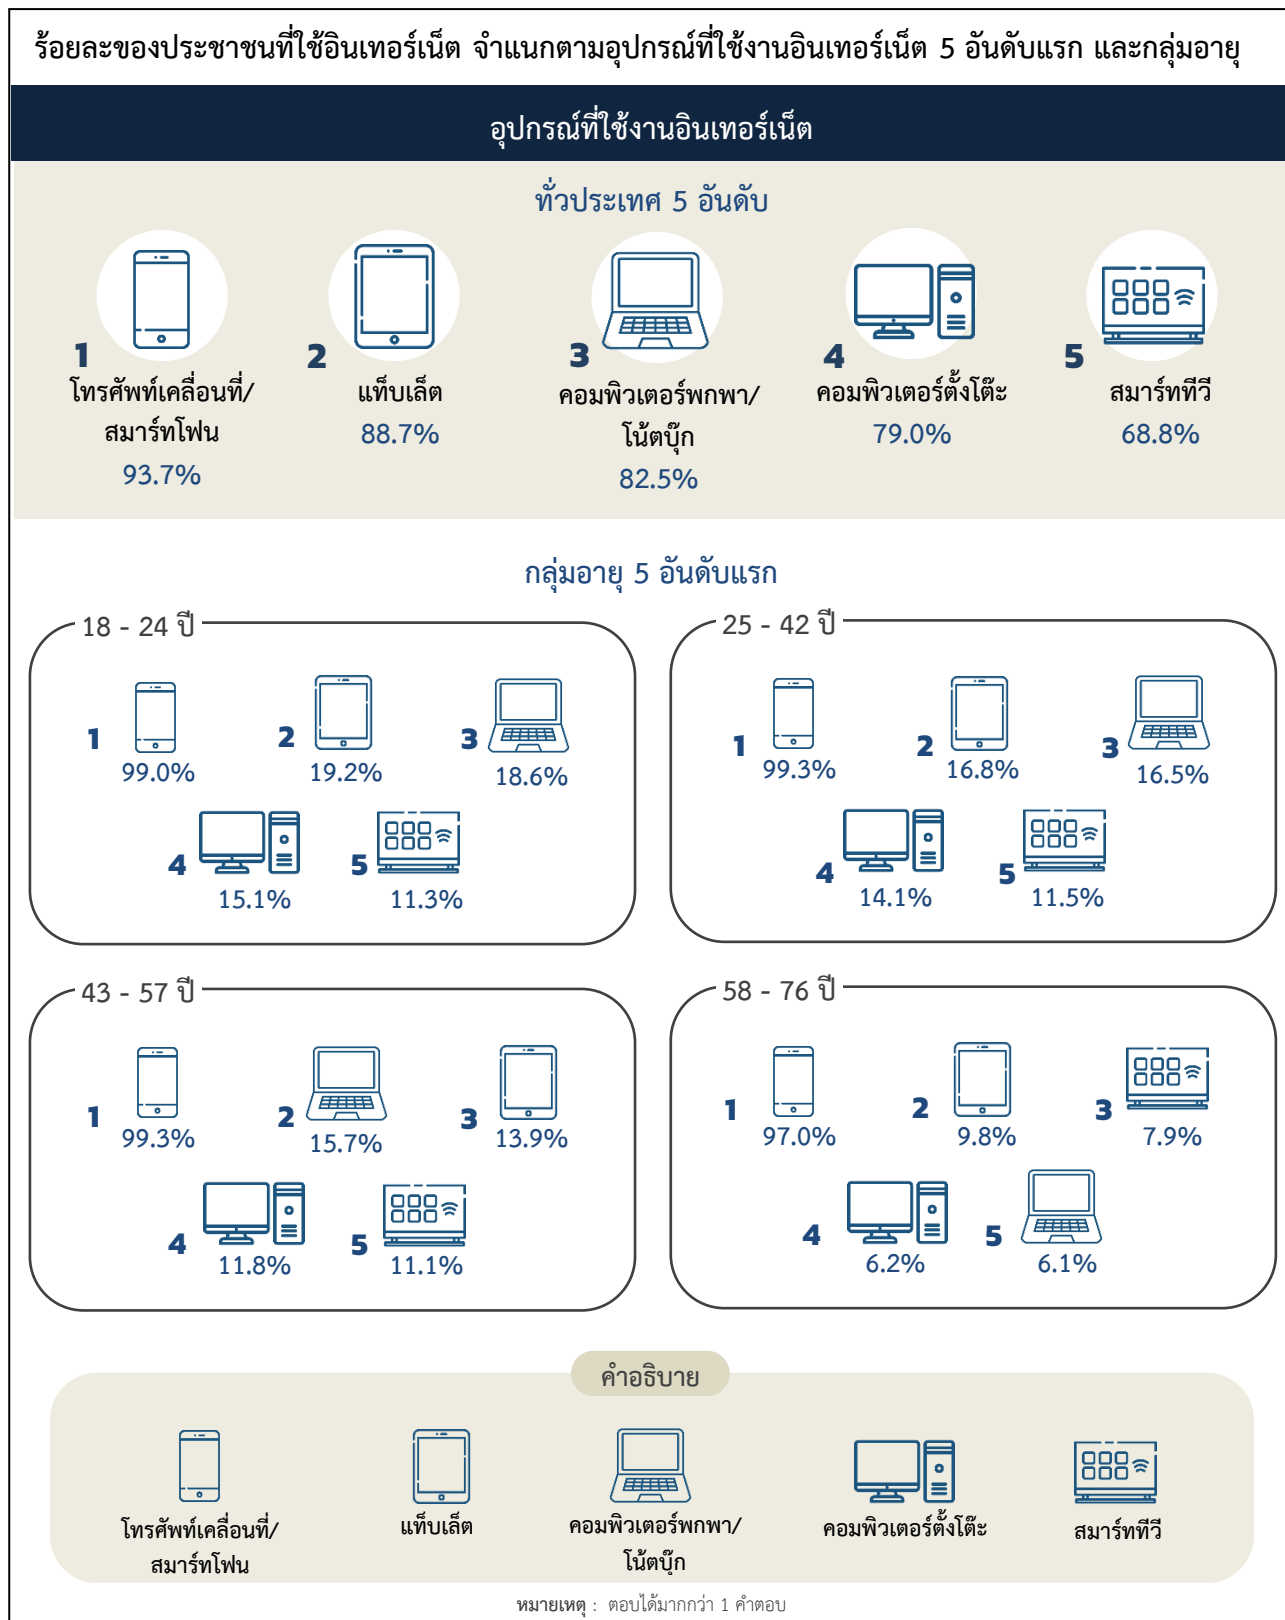 ร้อยละของประชาชนที่ใช้อินเทอร์เน็ต จำแนกตามอุปกรณ์ที่ใช้งานอินเทอร์เน็ต 5 อันดับแรก และกลุ่มอายุ
อุปกรณ์ที่ใช้งานอินเทอร์เน็ต
ทั่วประเทศ 5 อันดับ
1
โทรศัพท์เคลื่อนที่/
สมาร์ทโฟน
93.7%
2
แท็บเล็ต
88.7%
3
คอมพิวเตอร์พกพา/
โน้ตบุ๊ก
82.5%
4
คอมพิวเตอร์ตั้งโต๊ะ
79.0%
5
สมาร์ททีวี
68.8%
กลุ่มอายุ 5 อันดับแรก
18 - 24 ปี
1
99.0%
2
19.2%
3
18.6%
4
15.1%
5
11.3%
25 - 42 ปี
1
99.3%
2
16.8%
3
16.5%
4
14.1%
5
11.5%
43 - 57 ปี
1
99.3%
2
15.7%
3
13.9%
4
11.8%
5
11.1%
58 - 76 ปี
1
97.0%
2
9.8%
3
7.9%
4
6.2%
5
6.1%
คำอธิบาย
โทรศัพท์เคลื่อนที่/
สมาร์ทโฟน
แท็บเล็ต
คอมพิวเตอร์พกพา/
โน้ตบุ๊ก
คอมพิวเตอร์ตั้งโต๊ะ
สมาร์ททีวี
หมายเหตุ : ตอบได้มากกว่า 1 คำตอบ